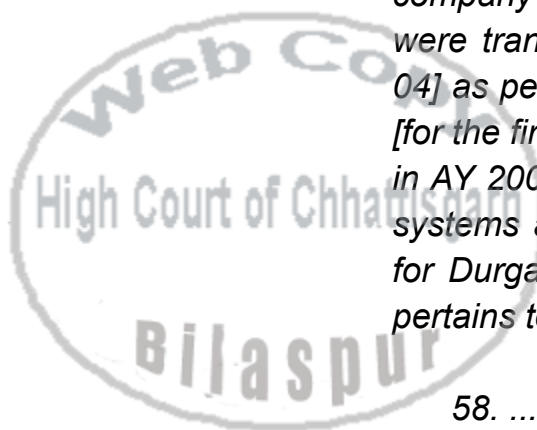 company
were tran
04] as pe
[for the fir
in AY 200
systems a
for Durga
pertains to
58. ...
Web Copy
High Court of Chhattisgarh
Bilaspur